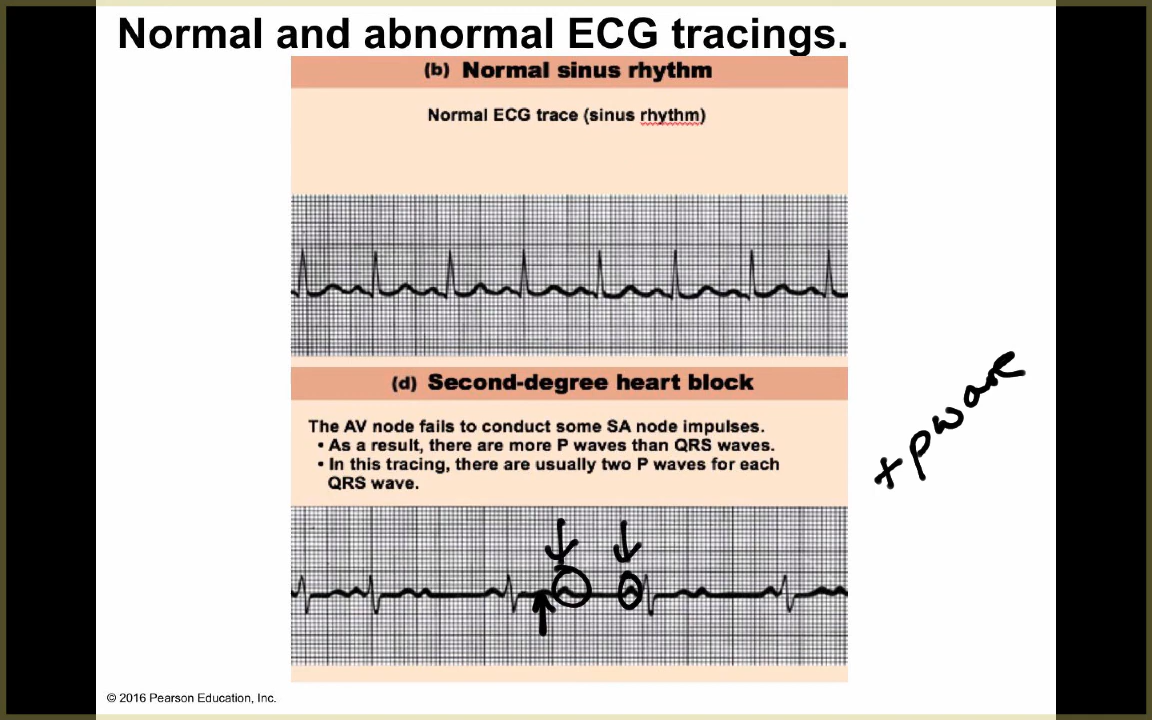 Normal and abnormal ECG tracings.
(b) Normal sinus rhythm
Normal ECG trace (sinus rhythm)
(d) Second-degree heart block
The AV node fails to conduct some SA node impulses.
• As a result, there are more P waves than QRS waves.
• In this tracing, there are usually two P waves for each
QRS wave.
+ pwave
© 2016 Pearson Education, Inc.